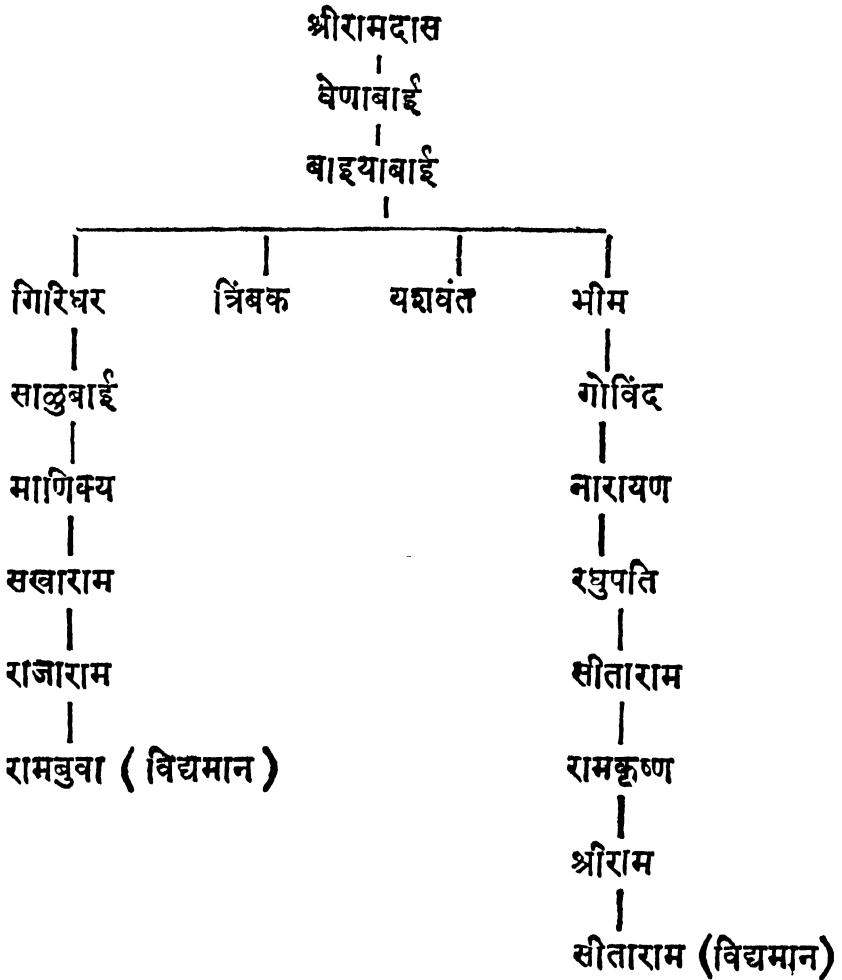 श्रीरामदास
वेणाबाई
बाइयाबाई
गिरिधर त्रिंबक यशवंत भीम
साळुबाई गोविंद
माणिक्य नारायण
सखाराम रघुपति
राजाराम सीताराम
रामबुवा ( विद्यमान ) रामकृष्ण
श्रीराम
सीताराम (विद्यमान)